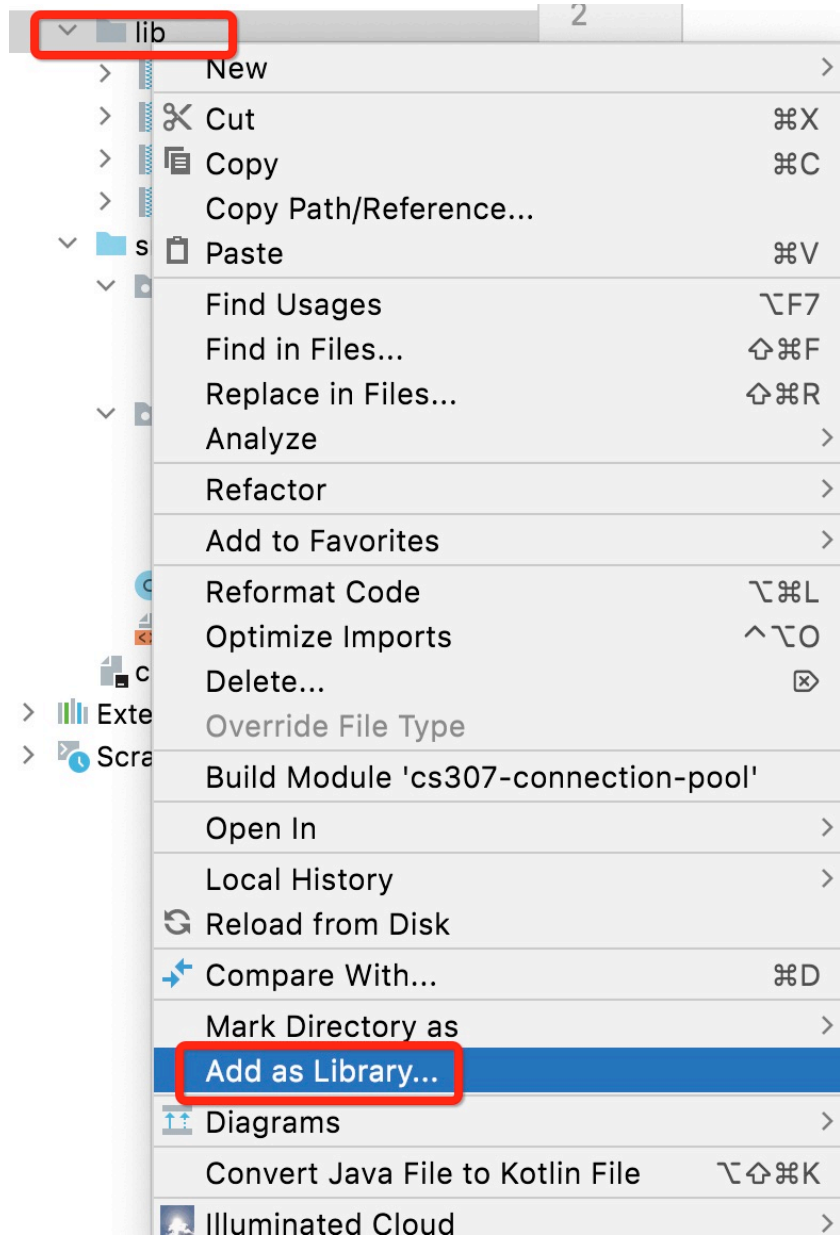 2
lib
New
Cut ⌘X
Copy ⌘C
Copy Path/Reference...
s
Paste ⌘V
Find Usages ⌥F7
Find in Files... ⇧⌘F
Replace in Files... ⇧⌘R
Analyze
Refactor
Add to Favorites
Reformat Code ⌥⌘L
Optimize Imports ^⌥O
c
Delete... ⌦
Exte
Override File Type
Scra
Build Module 'cs307-connection-pool'
Open In
Local History
Reload from Disk
Compare With... ⌘D
Mark Directory as
Add as Library...
Diagrams
Convert Java File to Kotlin File ⌥⇧⌘K
Illuminated Cloud